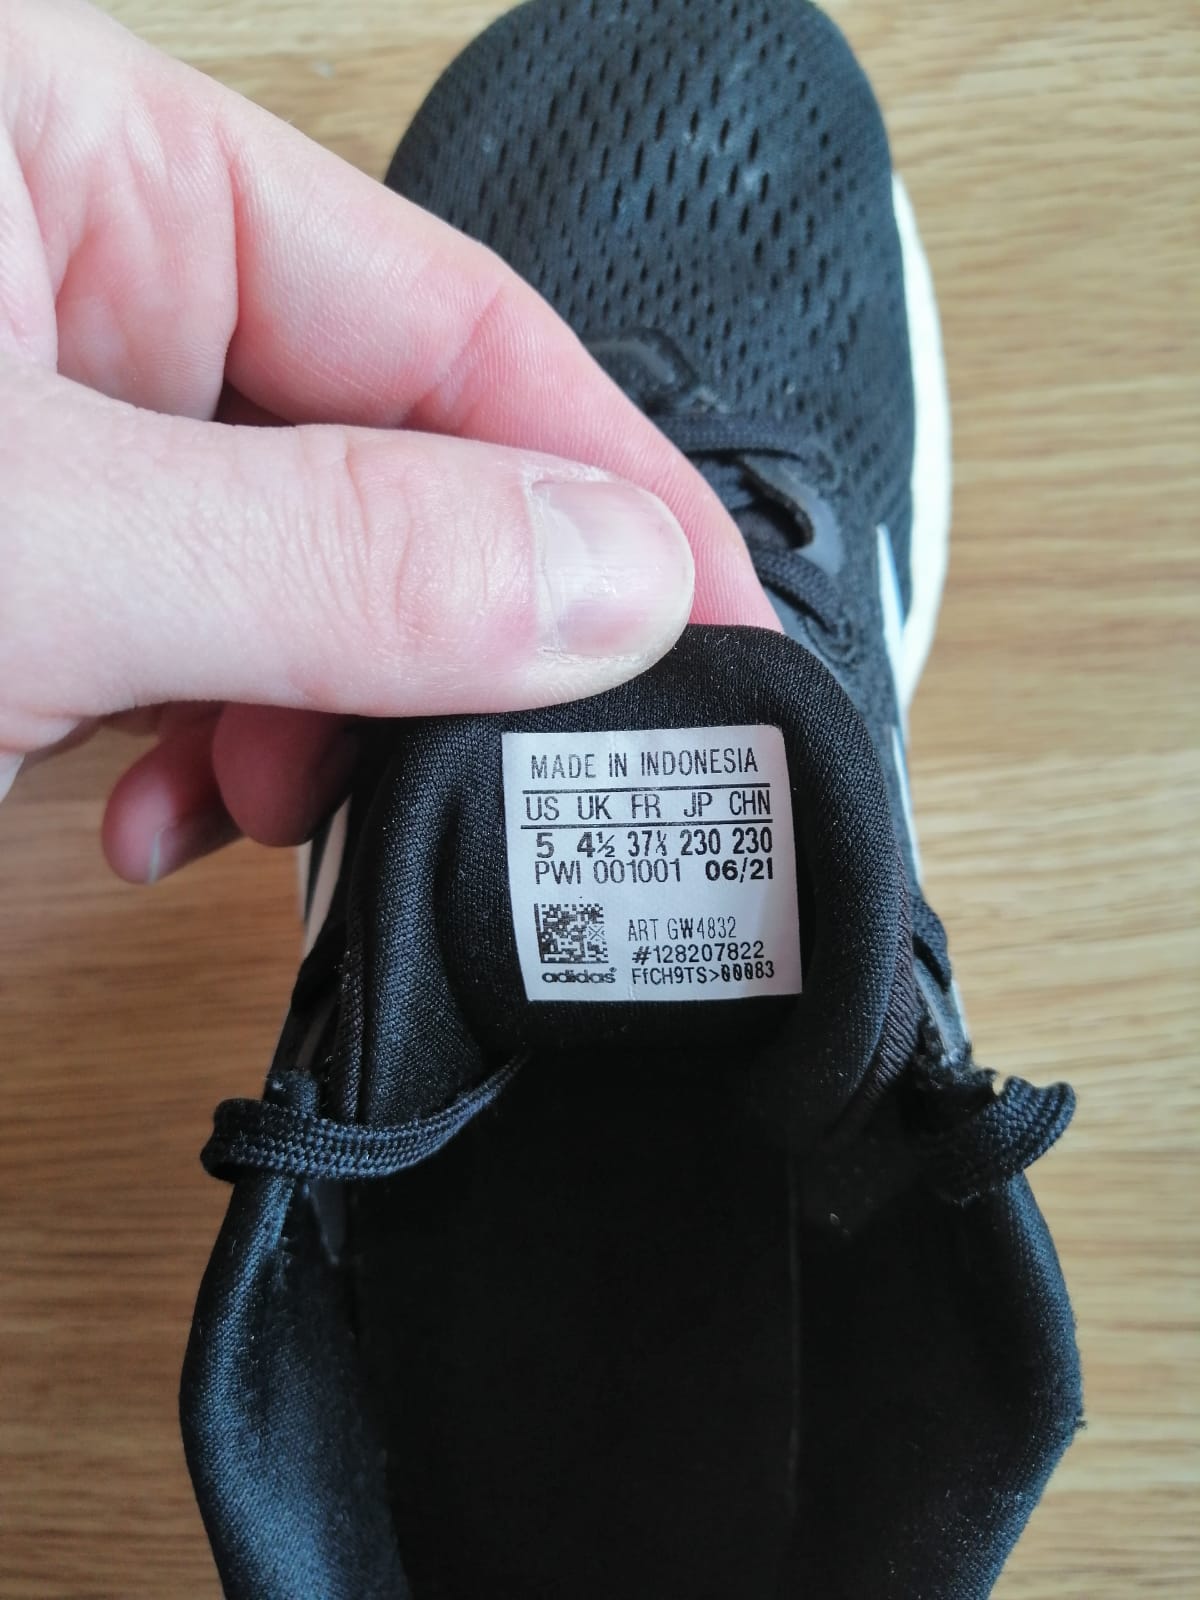 MADE IN INDONESIA
US UK FR JP CHN
5 4½ 37⅓ 230 230
PWI 001001 06/21
ART GW4832
#128207822
adidas FfCH9TS>00083